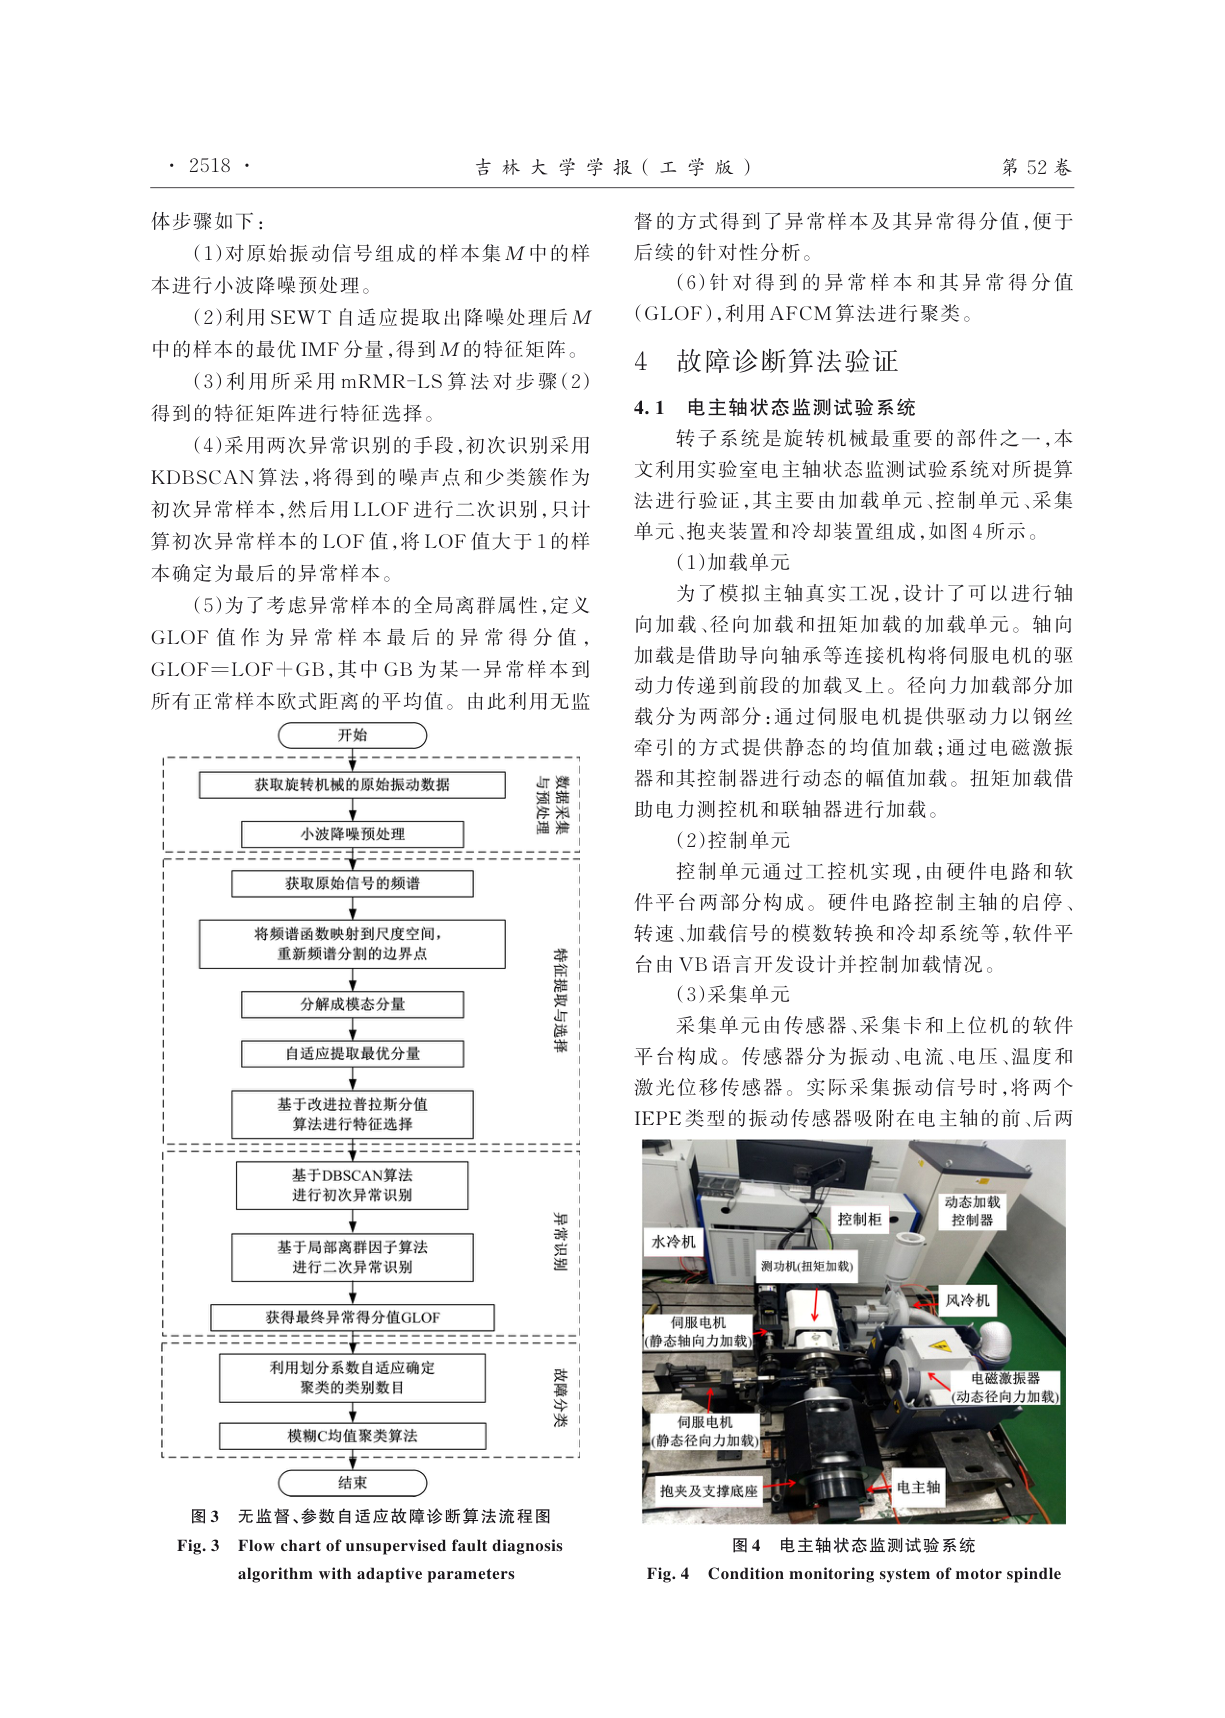 · 2518 ·
吉林大学学报(工学版)
第52卷
体步骤如下:
(1)对原始振动信号组成的样本集M中的样
本进行小波降噪预处理。
(2)利用SEWT自适应提取出降噪处理后M
中的样本的最优IMF分量,得到M的特征矩阵。
(3)利用所采用mRMR-LS算法对步骤(2)
得到的特征矩阵进行特征选择。
(4)采用两次异常识别的手段,初次识别采用
KDBSCAN算法,将得到的噪声点和少类簇作为
初次异常样本,然后用LLOF进行二次识别,只计
算初次异常样本的LOF值,将LOF值大于1的样
本确定为最后的异常样本。
(5)为了考虑异常样本的全局离群属性,定义
GLOF值作为异常样本最后的异常得分值,
GLOF=LOF+GB,其中GB为某一异常样本到
所有正常样本欧式距离的平均值。由此利用无监
开始
获取旋转机械的原始振动数据
小波降噪预处理
数据采集
与预处理
获取原始信号的频谱
将频谱函数映射到尺度空间,
重新频谱分割的边界点
分解成模态分量
自适应提取最优分量
基于改进拉普拉斯分值
算法进行特征选择
特征提取与选择
基于DBSCAN算法
进行初次异常识别
基于局部离群因子算法
进行二次异常识别
获得最终异常得分值GLOF
异常识别
利用划分系数自适应确定
聚类的类别数目
模糊C均值聚类算法
故障分类
结束
图3 无监督、参数自适应故障诊断算法流程图
Fig. 3 Flow chart of unsupervised fault diagnosis
algorithm with adaptive parameters
督的方式得到了异常样本及其异常得分值,便于
后续的针对性分析。
(6)针对得到的异常样本和其异常得分值
(GLOF),利用AFCM算法进行聚类。
4 故障诊断算法验证
4.1 电主轴状态监测试验系统
转子系统是旋转机械最重要的部件之一,本
文利用实验室电主轴状态监测试验系统对所提算
法进行验证,其主要由加载单元、控制单元、采集
单元、抱夹装置和冷却装置组成,如图4所示。
(1)加载单元
为了模拟主轴真实工况,设计了可以进行轴
向加载、径向加载和扭矩加载的加载单元。轴向
加载是借助导向轴承等连接机构将伺服电机的驱
动力传递到前段的加载叉上。径向力加载部分加
载分为两部分:通过伺服电机提供驱动力以钢丝
牵引的方式提供静态的均值加载;通过电磁激振
器和其控制器进行动态的幅值加载。扭矩加载借
助电力测控机和联轴器进行加载。
(2)控制单元
控制单元通过工控机实现,由硬件电路和软
件平台两部分构成。硬件电路控制主轴的启停、
转速、加载信号的模数转换和冷却系统等,软件平
台由VB语言开发设计并控制加载情况。
(3)采集单元
采集单元由传感器、采集卡和上位机的软件
平台构成。传感器分为振动、电流、电压、温度和
激光位移传感器。实际采集振动信号时,将两个
IEPE类型的振动传感器吸附在电主轴的前、后两
动态加载
控制器
控制柜
水冷机
测功机(扭矩加载)
风冷机
伺服电机
(静态轴向力加载)
电磁激振器
(动态径向力加载)
伺服电机
(静态径向力加载)
抱夹及支撑底座
电主轴
图4 电主轴状态监测试验系统
Fig. 4 Condition monitoring system of motor spindle